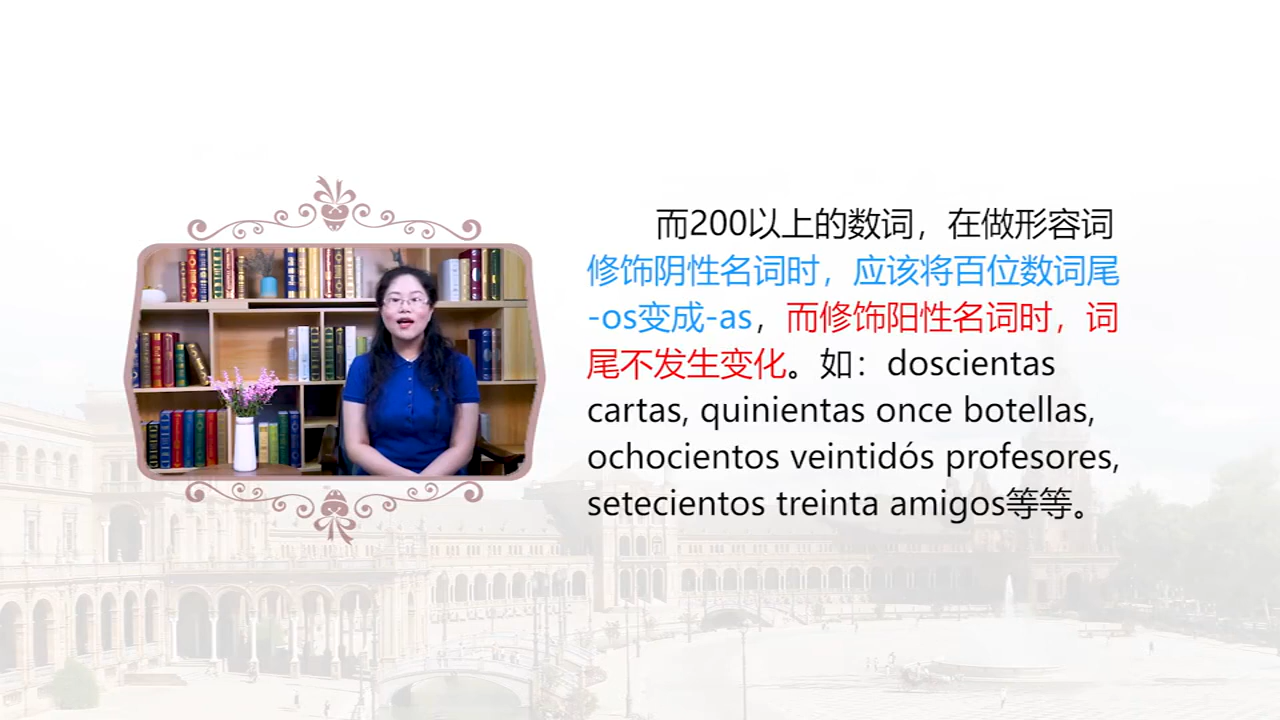 而200以上的数词，在做形容词
修饰阴性名词时，应该将百位数词尾
-os变成-as，而修饰阳性名词时，词
尾不发生变化。如：doscientas
cartas, quinientas once botellas,
ochocientos veintidós profesores,
setecientos treinta amigos等等。